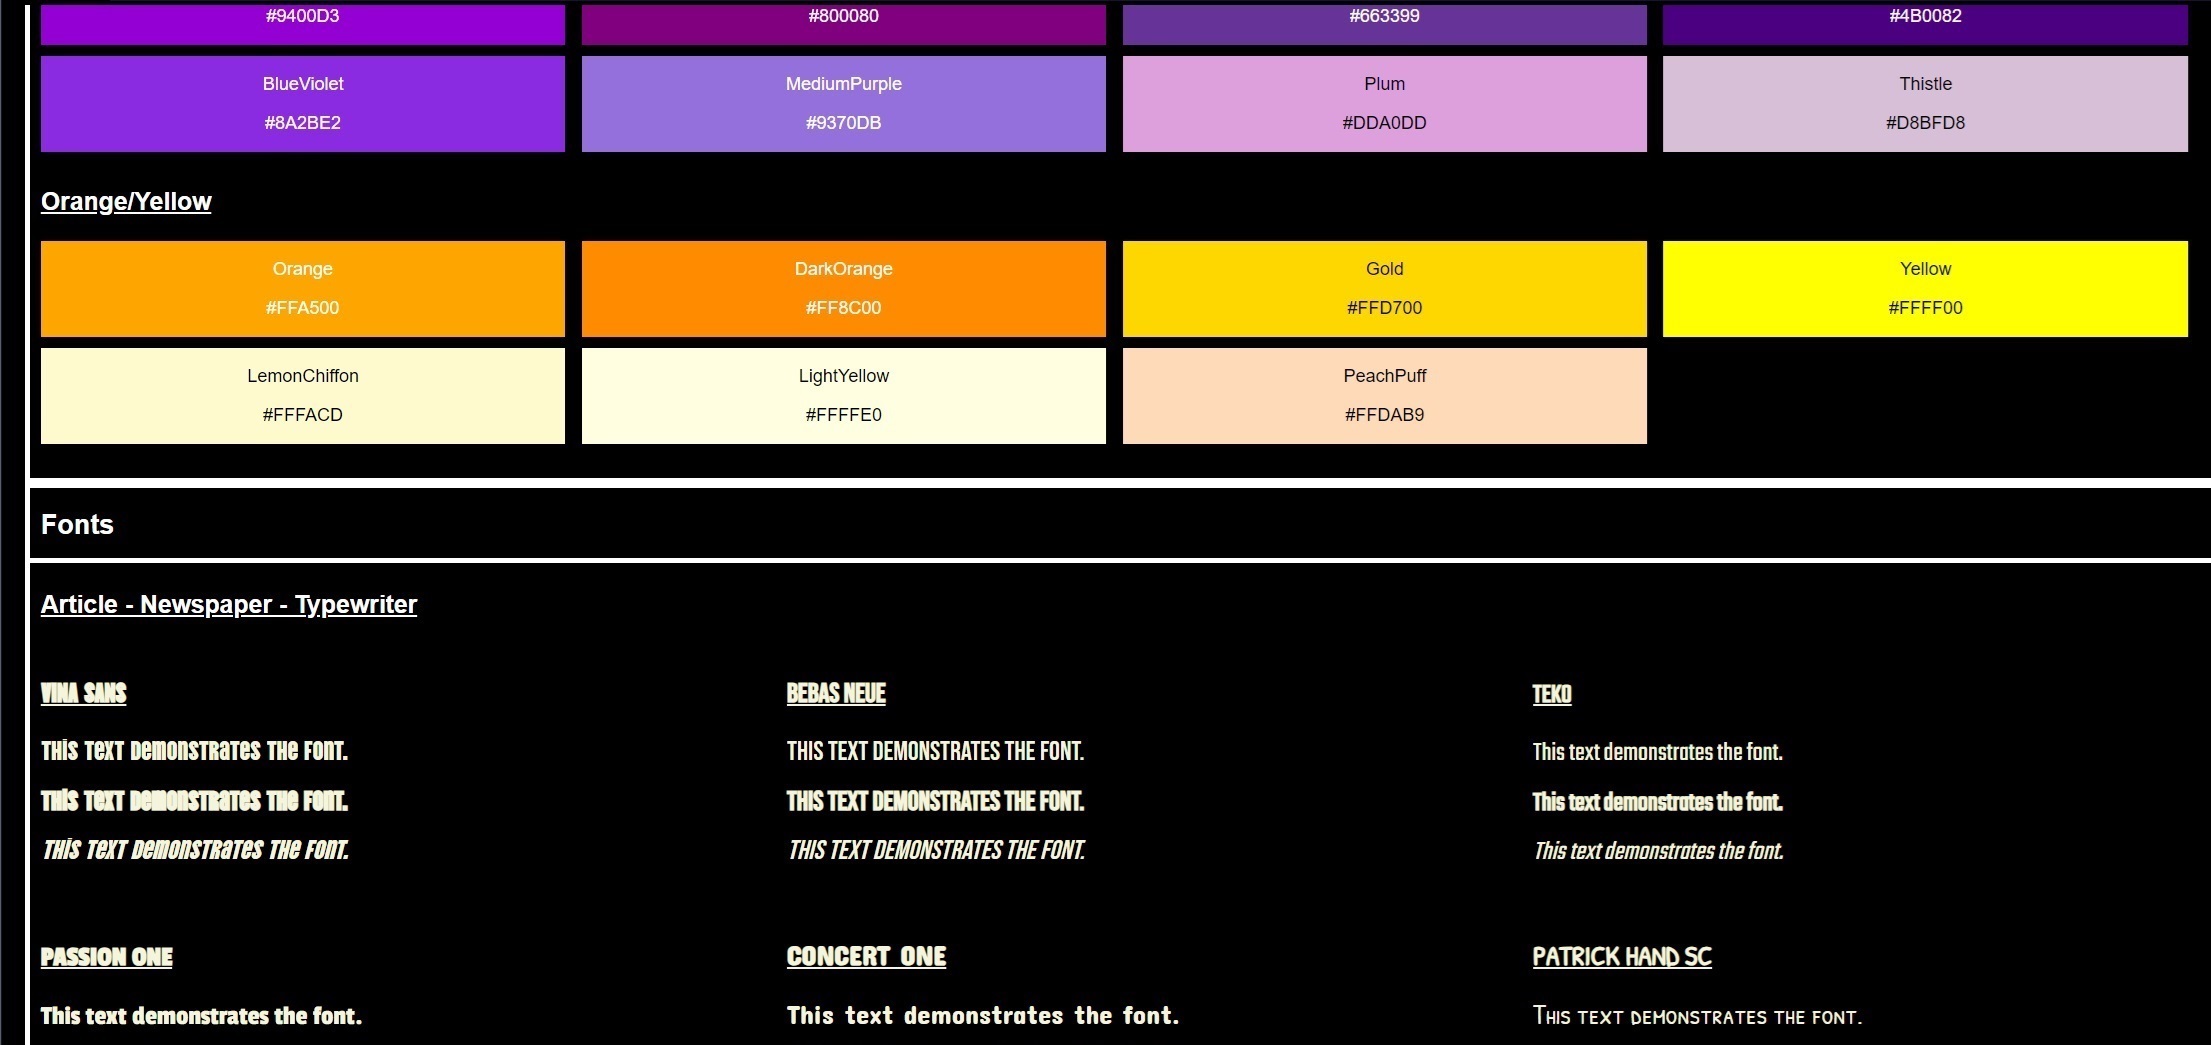 #9400D3 #800080 #663399 #4B0082
BlueViolet MediumPurple Plum Thistle
#8A2BE2 #9370DB #DDA0DD #D8BFD8
Orange/Yellow
Orange DarkOrange Gold Yellow
#FFA500 #FF8C00 #FFD700 #FFFF00
LemonChiffon LightYellow PeachPuff
#FFFACD #FFFFE0 #FFDAB9
Fonts
Article - Newspaper - Typewriter
VINA SANS BEBAS NEUE TEKO
This text demonstrates the font. THIS TEXT DEMONSTRATES THE FONT. This text demonstrates the font.
This text demonstrates the font. THIS TEXT DEMONSTRATES THE FONT. This text demonstrates the font.
This text demonstrates the font. THIS TEXT DEMONSTRATES THE FONT. This text demonstrates the font.
PASSION ONE CONCERT ONE PATRICK HAND SC
This text demonstrates the font. This text demonstrates the font. This text demonstrates the font.